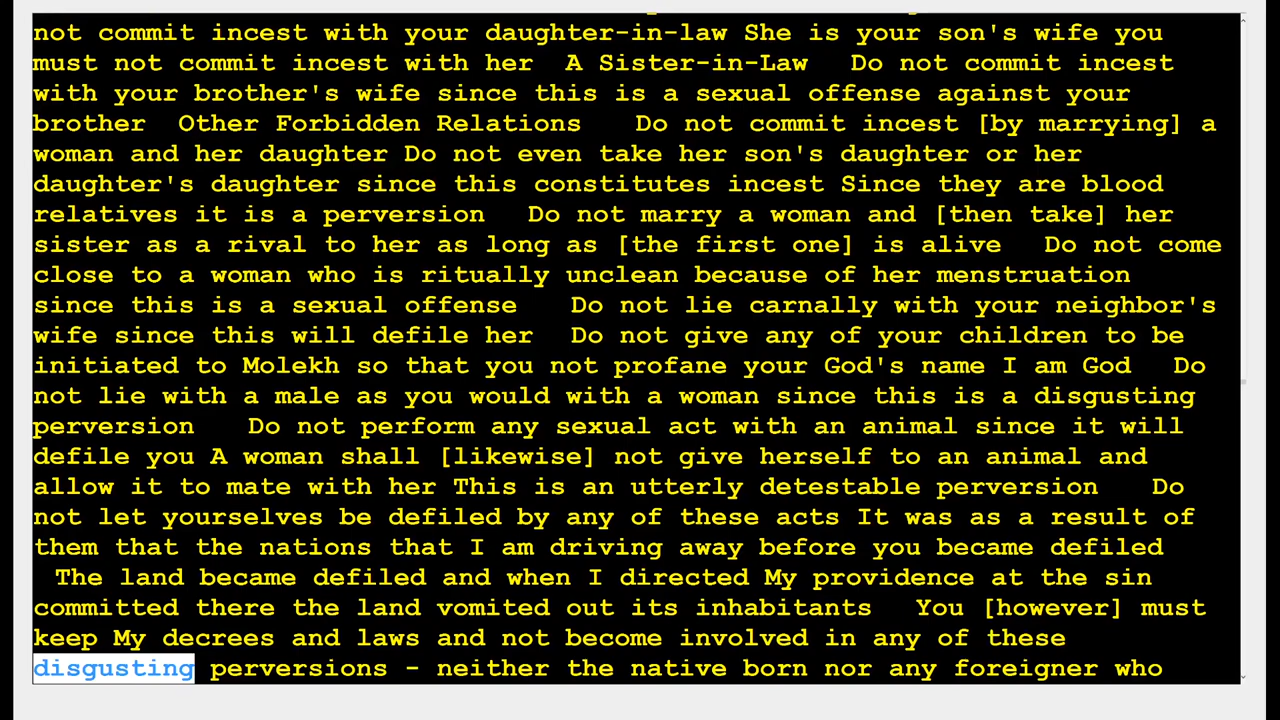 not commit incest with your daughter-in-law She is your son's wife you
must not commit incest with her  A Sister-in-Law   Do not commit incest
with your brother's wife since this is a sexual offense against your
brother  Other Forbidden Relations    Do not commit incest [by marrying] a
woman and her daughter Do not even take her son's daughter or her
daughter's daughter since this constitutes incest Since they are blood
relatives it is a perversion   Do not marry a woman and [then take] her
sister as a rival to her as long as [the first one] is alive   Do not come
close to a woman who is ritually unclean because of her menstruation
since this is a sexual offense    Do not lie carnally with your neighbor's
wife since this will defile her   Do not give any of your children to be
initiated to Molekh so that you not profane your God's name I am God   Do
not lie with a male as you would with a woman since this is a disgusting
perversion    Do not perform any sexual act with an animal since it will
defile you A woman shall [likewise] not give herself to an animal and
allow it to mate with her This is an utterly detestable perversion    Do
not let yourselves be defiled by any of these acts It was as a result of
them that the nations that I am driving away before you became defiled
The land became defiled and when I directed My providence at the sin
committed there the land vomited out its inhabitants   You [however] must
keep My decrees and laws and not become involved in any of these
disgusting perversions - neither the native born nor any foreigner who